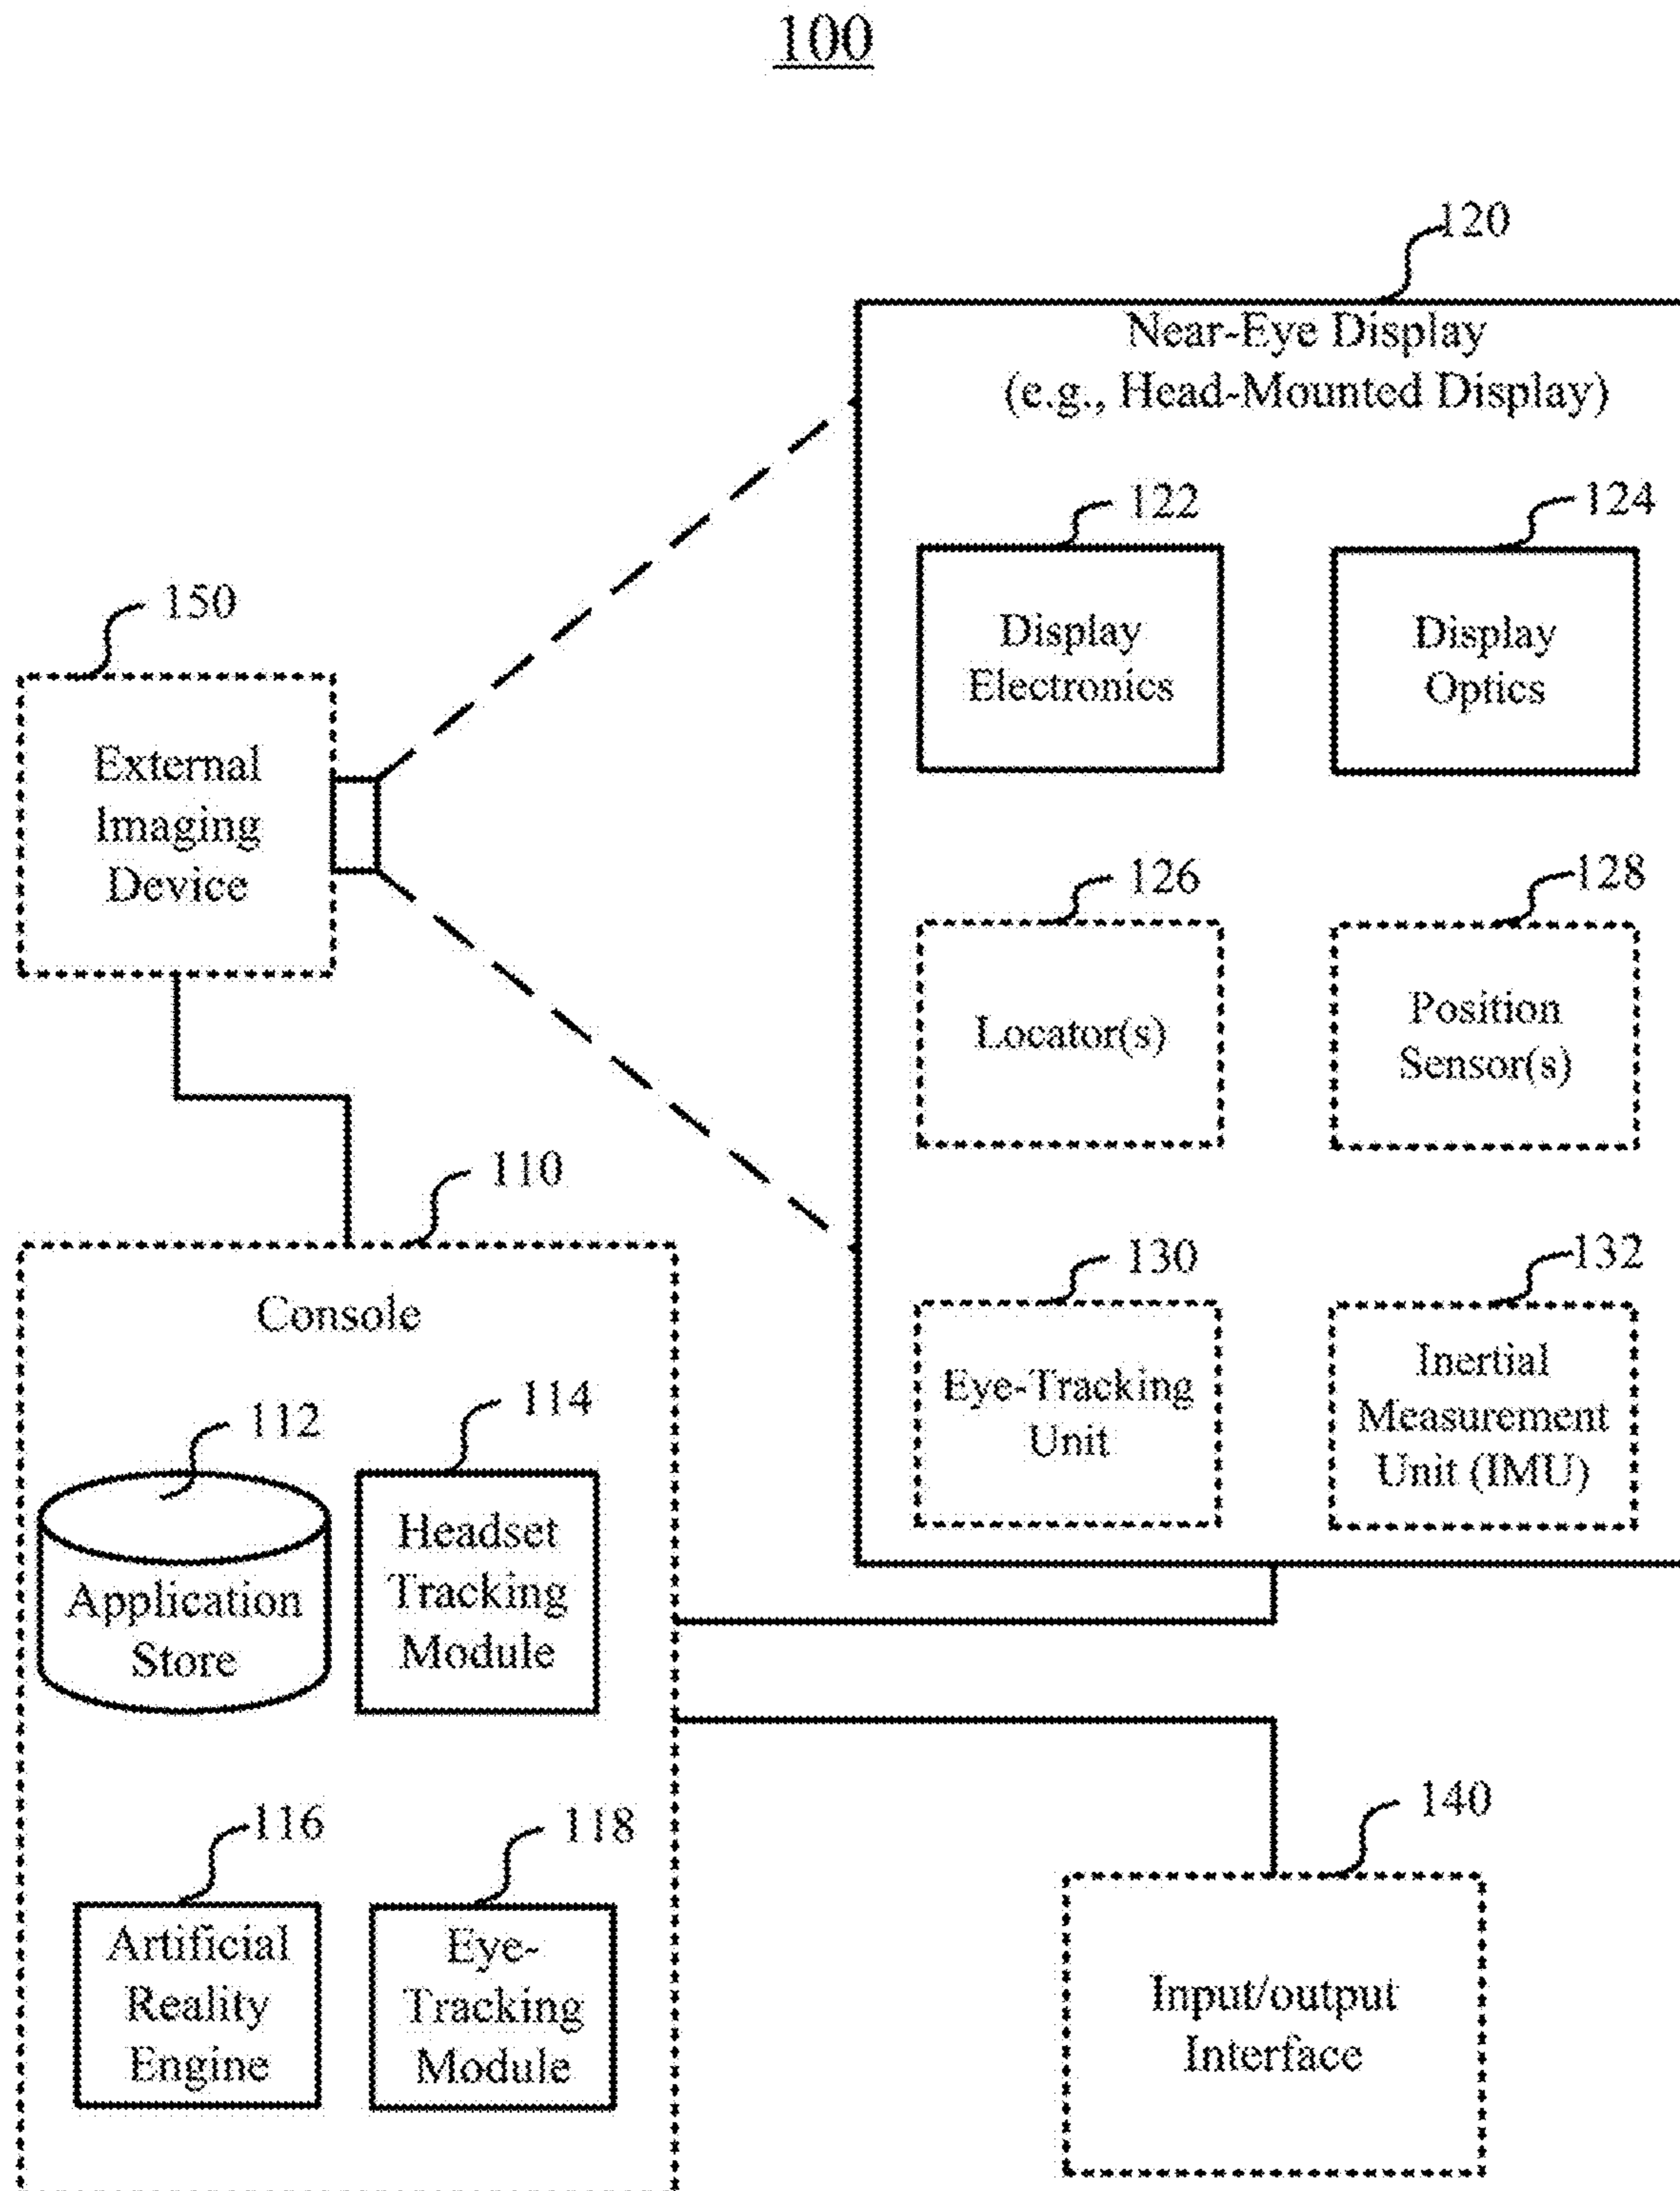 100
120
Near-Eye Display
(e.g., Head-Mounted Display)
122
124
Display
Electronics
Display
Optics
150
External
Imaging
Device
126
128
Locator(s)
Position
Sensor(s)
110
130
132
Console
Eye-Tracking
Unit
Inertial
Measurement
Unit (IMU)
112
114
Application
Store
Headset
Tracking
Module
116
118
140
Artificial
Reality
Engine
Eye-
Tracking
Module
Input/output
Interface